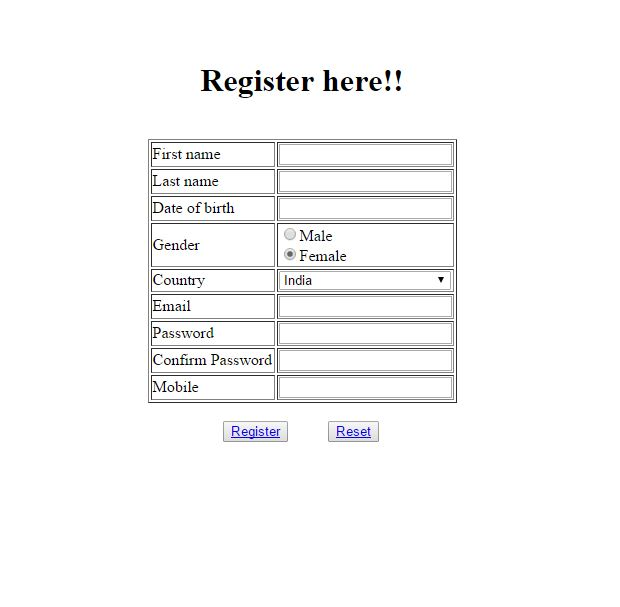 Register here!!
First name
Last name
Date of birth
Gender
Male
Female
Country
India
Email
Password
Confirm Password
Mobile
Register Reset